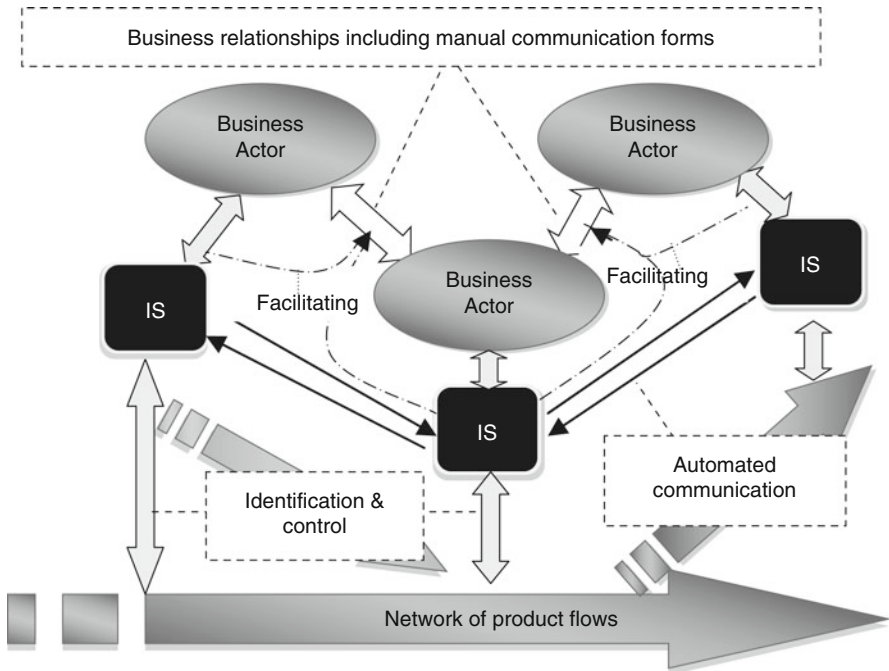 Business relationships including manual communication forms
Business
Actor
Business
Actor
Business
Actor
Facilitating
Facilitating
IS
IS
IS
Identification &
control
Automated
communication
Network of product flows